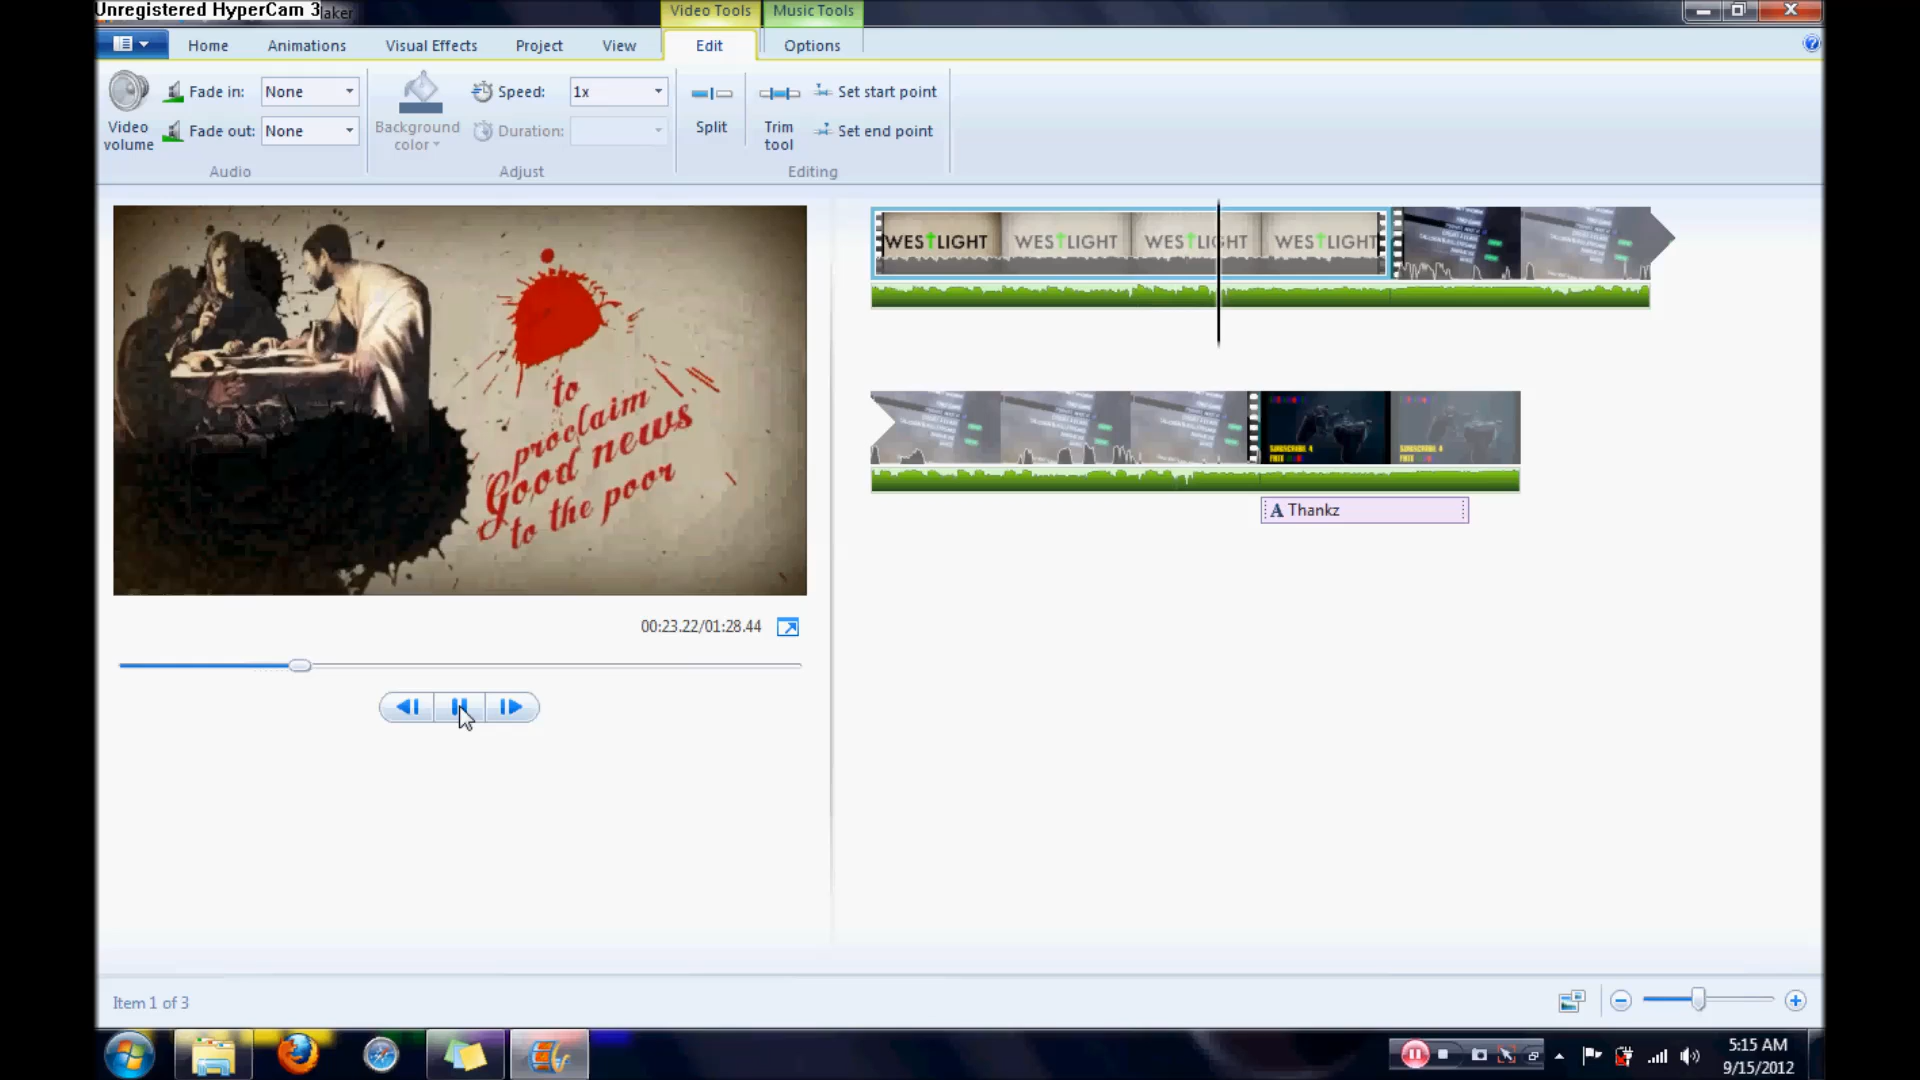 Unregistered HyperCam 3
aker
Video Tools
Music Tools
Home
Animations
Visual Effects
Project
View
Edit
Options
Video volume
Fade in:
None
Fade out:
None
Audio
Background color
Speed:
1x
Duration:
Adjust
Split
Trim tool
Set start point
Set end point
Editing
to
proclaim
Good news
to the poor
00:23.22/01:28.44
WESTLIGHT
WESTLIGHT
WESTLIGHT
WESTLIGHT
A Thankz
Item 1 of 3
5:15 AM
9/15/2012